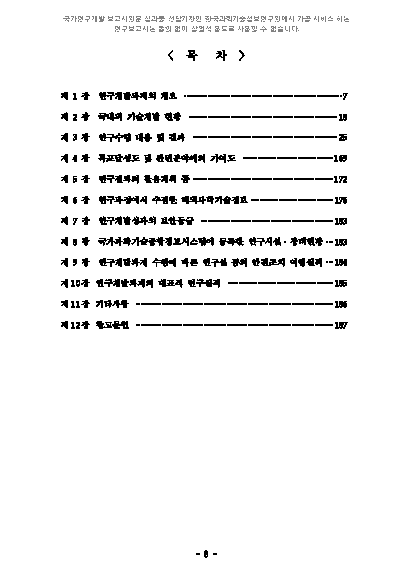 국가연구개발 보고서원문 성과물 전담기관인 한국과학기술정보연구원에서 가공·서비스 하는
연구보고서는 동의 없이 상업적 용도로 사용할 수 없습니다.
< 목 차 >
제 1 장 연구개발과제의 개요 7
제 2 장 국내외 기술개발 현황 18
제 3 장 연구수행 내용 및 결과 25
제 4 장 목표달성도 및 관련분야에의 기여도 169
제 5 장 연구결과의 활용계획 등 172
제 6 장 연구과정에서 수집한 해외과학기술정보 176
제 7 장 연구개발성과의 보안등급 183
제 8 장 국가과학기술종합정보시스템에 등록한 연구시설·장비현황 183
제 9 장 연구개발과제 수행에 따른 연구실 등의 안전조치 이행실적 184
제10장 연구개발과제의 대표적 연구실적 185
제11장 기타사항 186
제12장 참고문헌 187
- 6 -